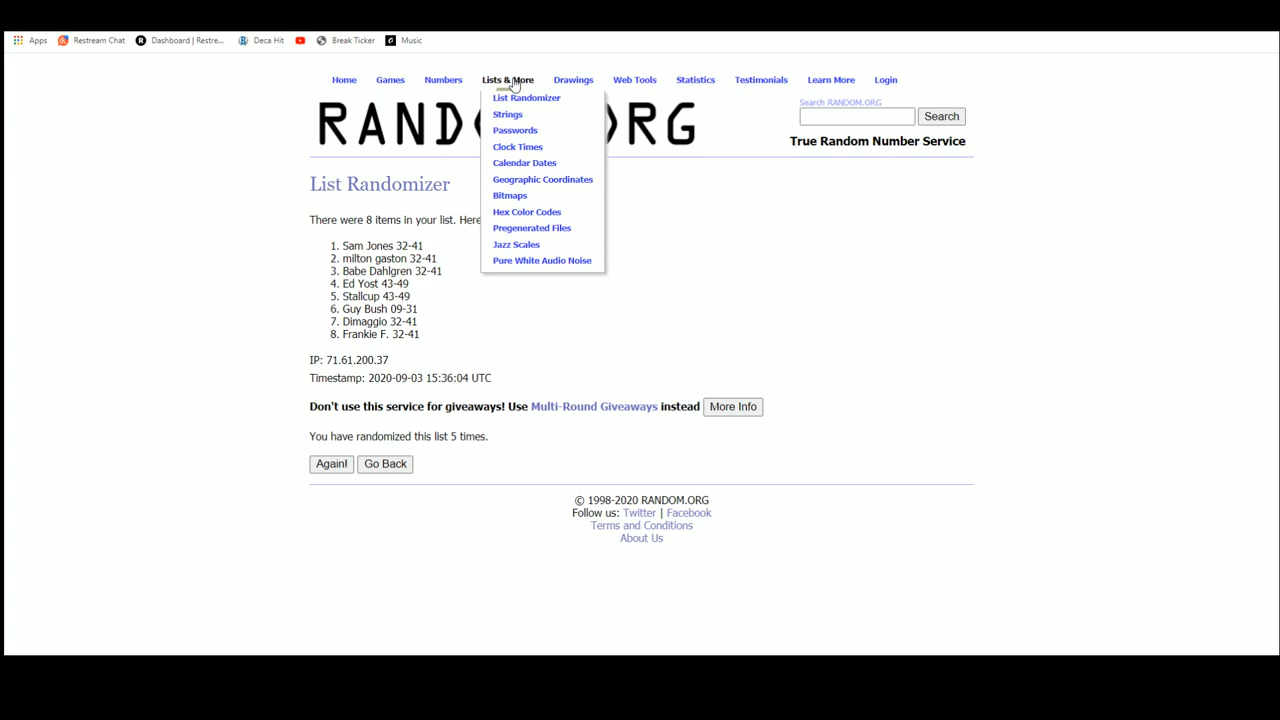 Apps Restream Chat Dashboard | Restre... Deca Hit Break Ticker Music
Home Games Numbers Lists & More Drawings Web Tools Statistics Testimonials Learn More Login
List Randomizer
Strings
Passwords
Clock Times
Calendar Dates
Geographic Coordinates
Bitmaps
Hex Color Codes
Pregenerated Files
Jazz Scales
Pure White Audio Noise
Search RANDOM.ORG
Search
True Random Number Service
List Randomizer
There were 8 items in your list. Here
1. Sam Jones 32-41
2. milton gaston 32-41
3. Babe Dahlgren 32-41
4. Ed Yost 43-49
5. Stallcup 43-49
6. Guy Bush 09-31
7. Dimaggio 32-41
8. Frankie F. 32-41
IP: 71.61.200.37
Timestamp: 2020-09-03 15:36:04 UTC
Don't use this service for giveaways! Use Multi-Round Giveaways instead More Info
You have randomized this list 5 times.
Again! Go Back
© 1998-2020 RANDOM.ORG
Follow us: Twitter | Facebook
Terms and Conditions
About Us